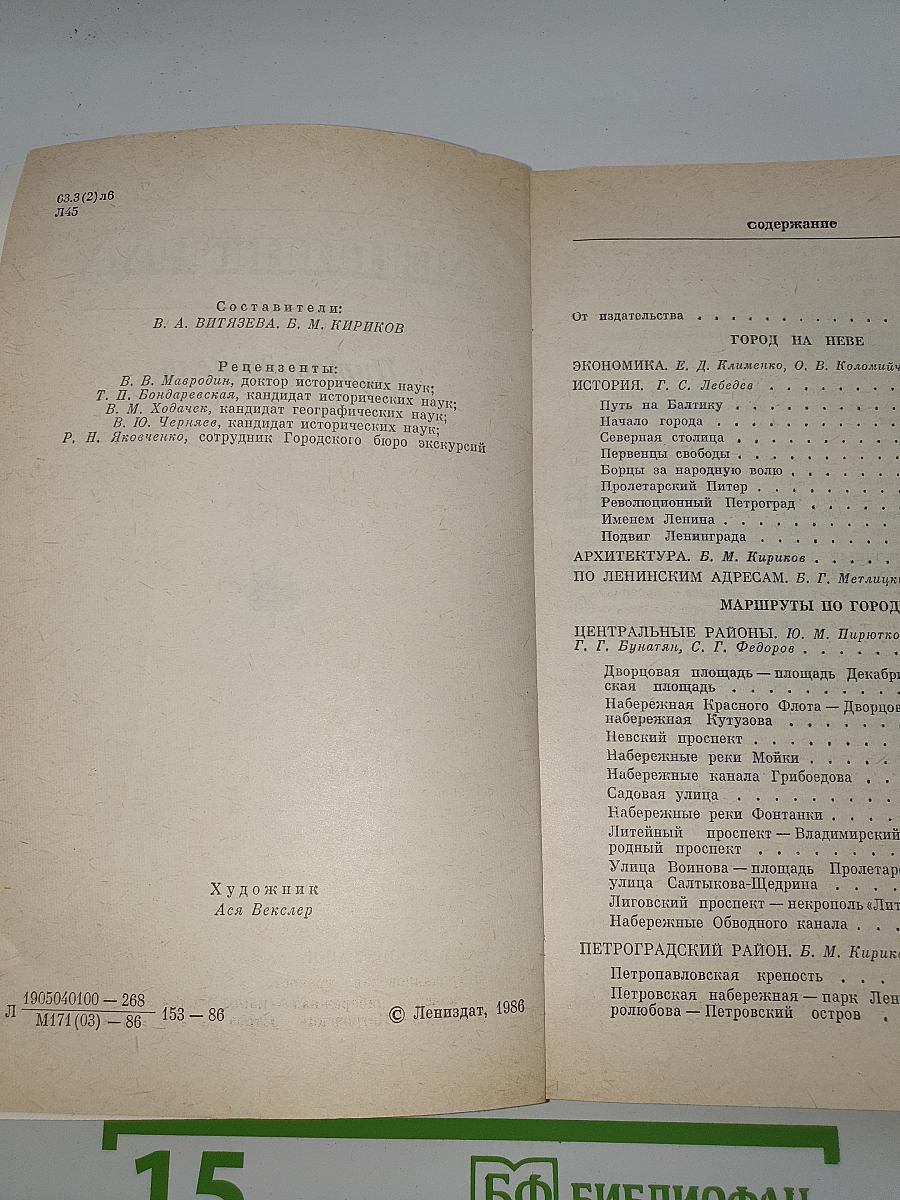 63.3(2)л6
Л45
Составители:
В. А. ВИТЯЗЕВА. Б. М. КИРИКОВ
Рецензенты:
В. В. Мавродин, доктор исторических наук;
Т. П. Бондаревская, кандидат исторических наук;
В. М. Ходачек, кандидат географических наук;
В. Ю. Черняев, кандидат исторических наук;
Р. Н. Яковченко, сотрудник Городского бюро экскурсий
Художник
Ася Векслер
Л 1905040100 — 268
М171(03) — 86 153 — 86
© Лениздат, 1986
Содержание
От издательства . . . . . . . . . . . .
ГОРОД НА НЕВЕ
ЭКОНОМИКА. Е. Д. Клименко, О. В. Коломийч
ИСТОРИЯ. Г. С. Лебедев . . . . . . . .
Путь на Балтику . . . . . . . . .
Начало города . . . . . . . . . .
Северная столица . . . . . . . . .
Первенцы свободы . . . . . . . . .
Борцы за народную волю . . . . . .
Пролетарский Питер . . . . . . . .
Революционный Петроград . . . . .
Именем Ленина . . . . . . . . . .
Подвиг Ленинграда . . . . . . . .
АРХИТЕКТУРА. Б. М. Кириков . . . . . .
ПО ЛЕНИНСКИМ АДРЕСАМ. Б. Г. Метлицк
МАРШРУТЫ ПО ГОРОД
ЦЕНТРАЛЬНЫЕ РАЙОНЫ. Ю. М. Пирютко
Г. Г. Бунатян, С. Г. Федоров . . . . . .
Дворцовая площадь — площадь Декабри
ская площадь . . . . . . . . . .
Набережная Красного Флота — Дворцов
набережная Кутузова . . . . . .
Невский проспект . . . . . . . .
Набережные реки Мойки . . . . .
Набережные канала Грибоедова . .
Садовая улица . . . . . . . . .
Набережные реки Фонтанки . . . .
Литейный проспект — Владимирский
родный проспект . . . . . . . .
Улица Воинова — площадь Пролетар
улица Салтыкова-Щедрина . . . .
Лиговский проспект — некрополь «Лит
Набережные Обводного канала . . .
ПЕТРОГРАДСКИЙ РАЙОН. Б. М. Кирик
Петропавловская крепость . . .
Петровская набережная — парк Лен
ролюбова — Петровский остров .
15
БФ БИБЛИОФАН